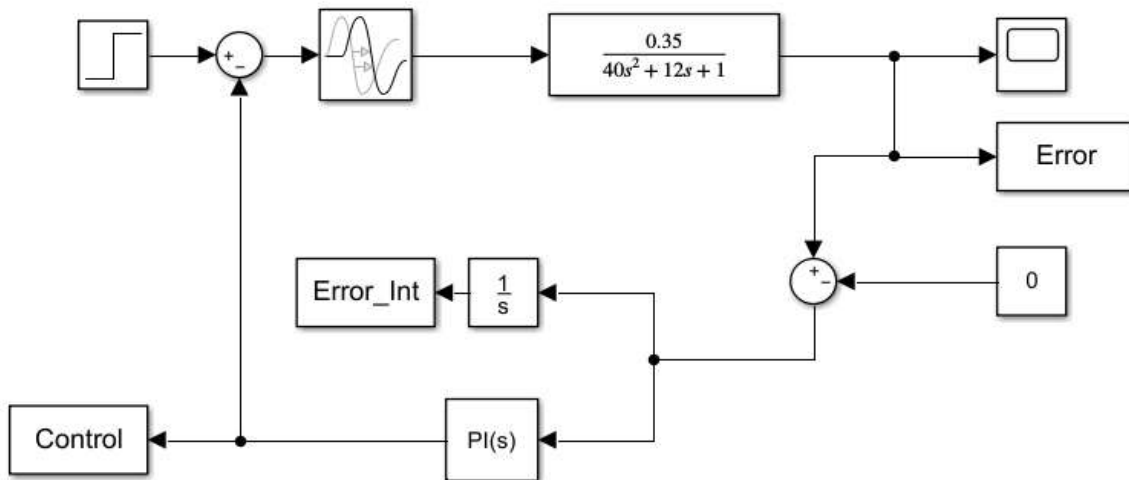 +
−
0.35
40s² + 12s + 1
Error
+
−
0
Error_Int
1
s
Control
PI(s)